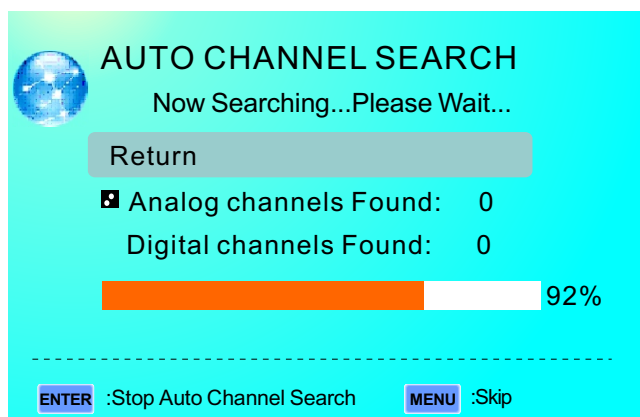 AUTO CHANNEL SEARCH
Now Searching...Please Wait...
Return
Analog channels Found: 0
Digital channels Found: 0
92%
ENTER :Stop Auto Channel Search MENU :Skip